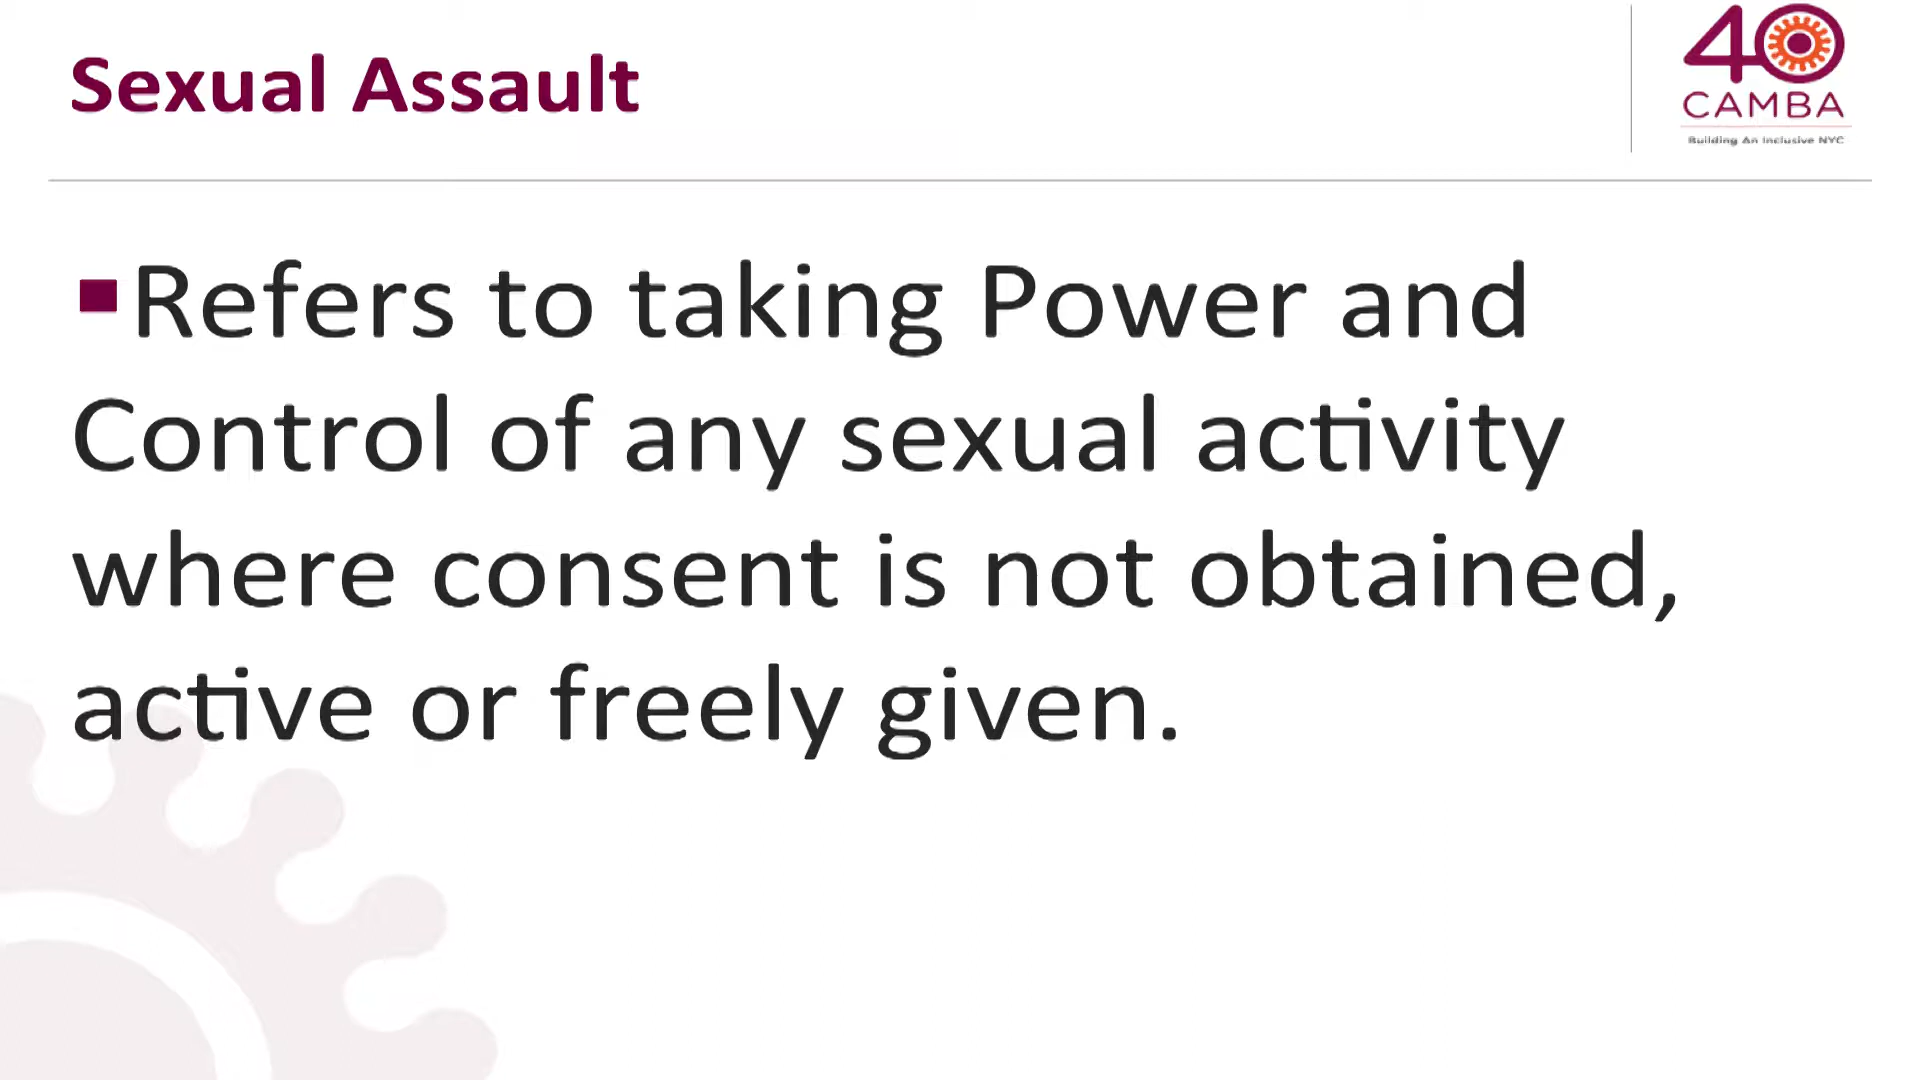 Sexual Assault
40
CAMBA
Building An Inclusive NYC
▪Refers to taking Power and
Control of any sexual activity
where consent is not obtained,
active or freely given.